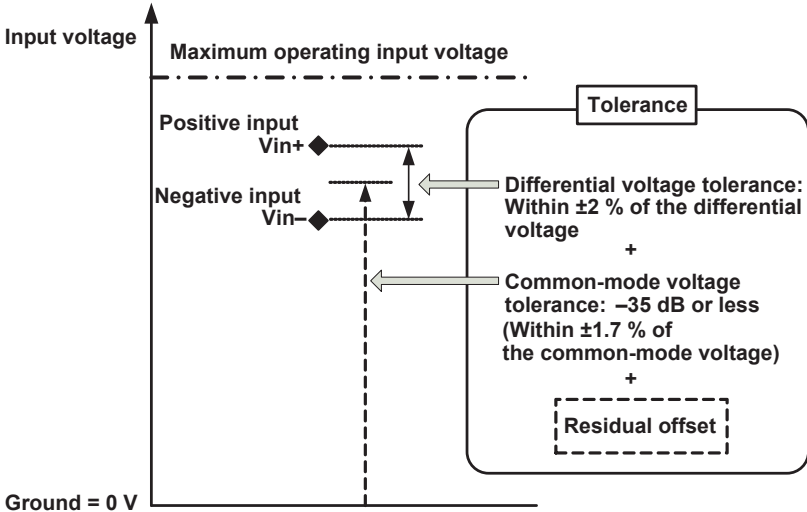 Input voltage
Maximum operating input voltage
Positive input
Vin+
Negative input
Vin–
Ground = 0 V
Tolerance
Differential voltage tolerance:
Within ±2 % of the differential
voltage
+
Common-mode voltage
tolerance: –35 dB or less
(Within ±1.7 % of
the common-mode voltage)
+
Residual offset